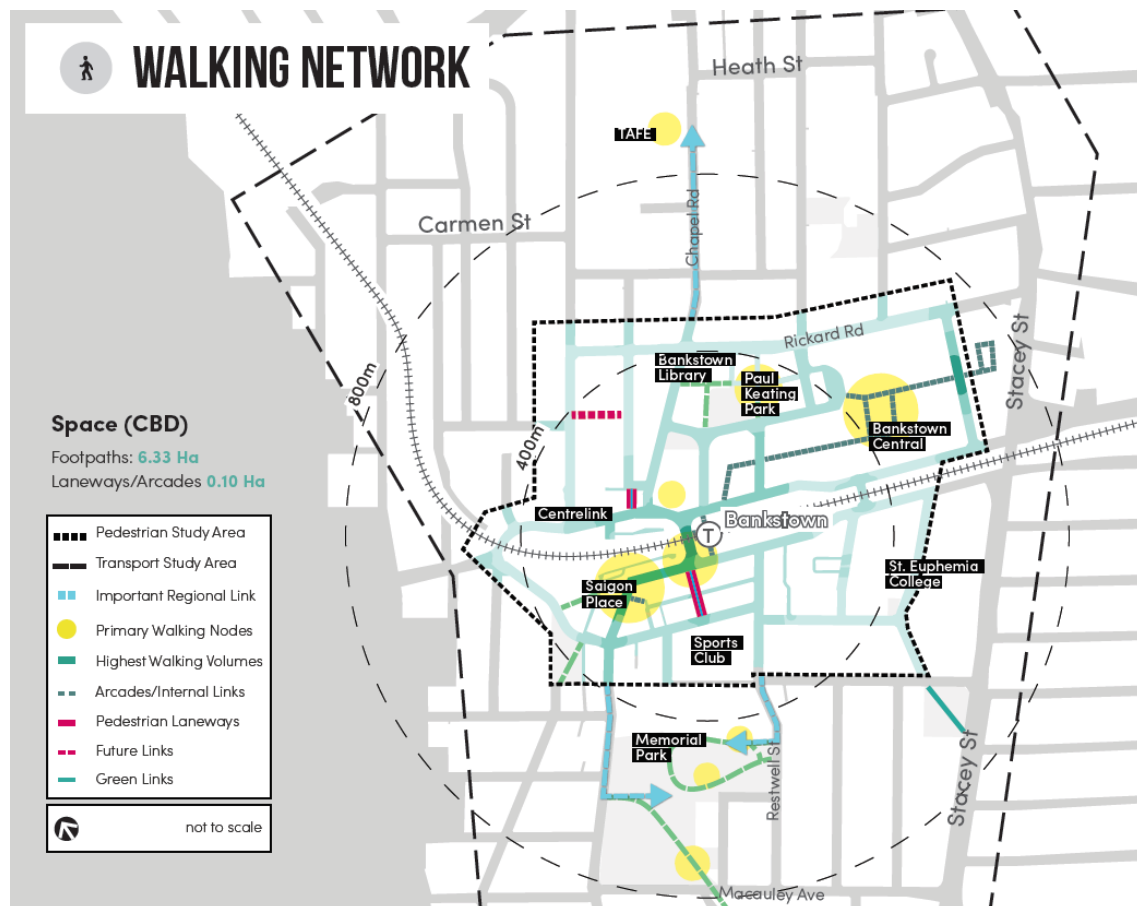 WALKING NETWORK
Heath St
TAFE
Chapel Rd
Carmen St
Rickard Rd
Stacey St
Bankstown
Library
Paul
Keating
Park
800m
400m
Bankstown
Central
Space (CBD)
Footpaths: 6.33 Ha
Laneways/Arcades 0.10 Ha
Centrelink
T
Bankstown
St. Euphemia
College
Saigon
Place
Sports
Club
Pedestrian Study Area
Transport Study Area
Important Regional Link
Primary Walking Nodes
Highest Walking Volumes
Arcades/Internal Links
Pedestrian Laneways
Future Links
Green Links
not to scale
Memorial
Park
Restwell St
Stacey St
Macauley Ave